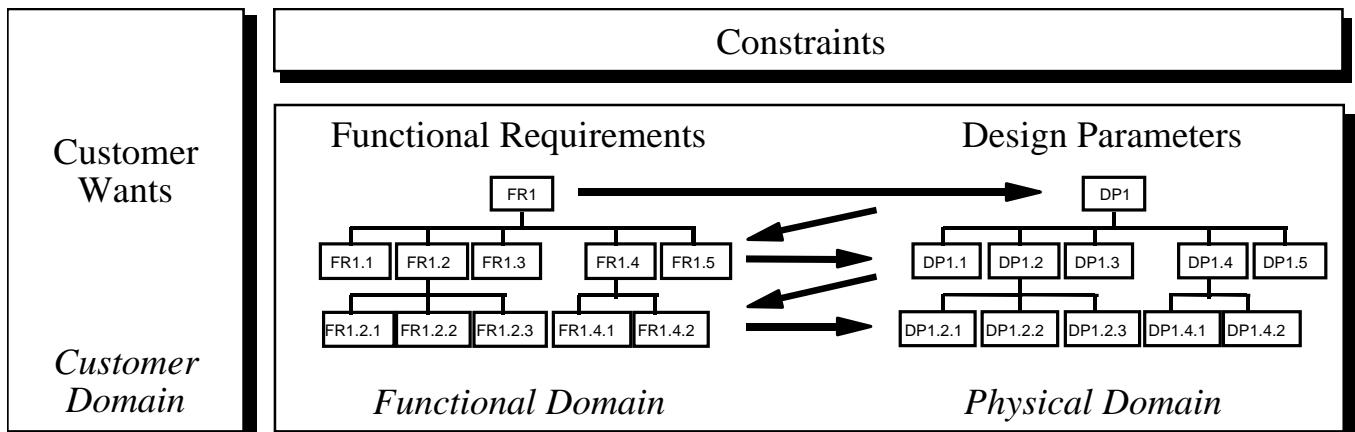 Constraints
Customer
Wants
Customer
Domain
Functional Requirements
Design Parameters
FR1
DP1
FR1.1
FR1.2
FR1.3
FR1.4
FR1.5
DP1.1
DP1.2
DP1.3
DP1.4
DP1.5
FR1.2.1
FR1.2.2
FR1.2.3
FR1.4.1
FR1.4.2
DP1.2.1
DP1.2.2
DP1.2.3
DP1.4.1
DP1.4.2
Functional Domain
Physical Domain